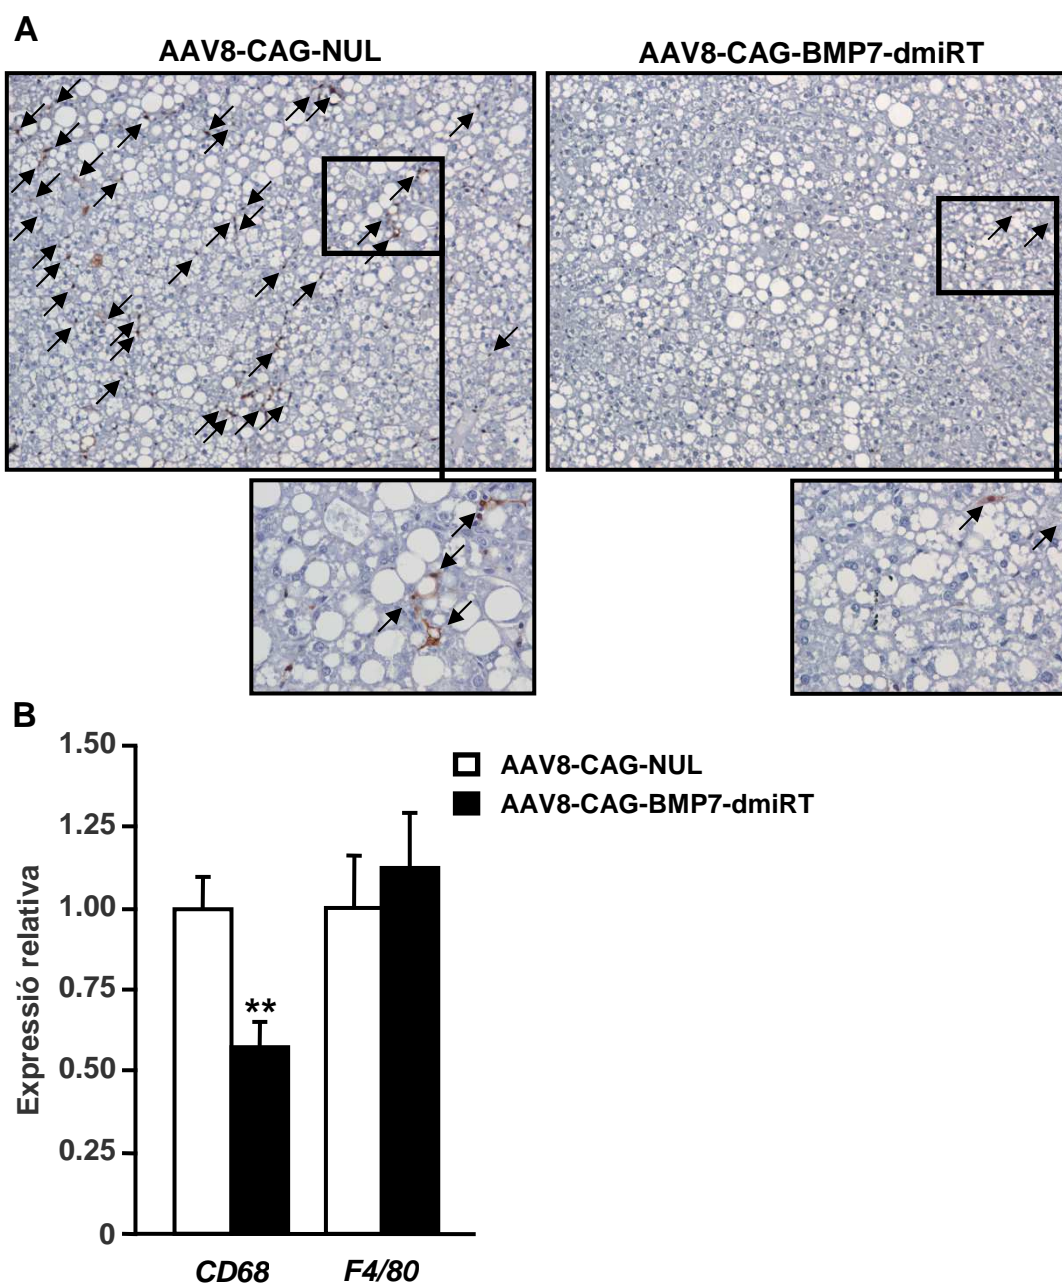 A
AAV8-CAG-NUL
AAV8-CAG-BMP7-dmiRT
B
1.50
1.25
1.00
0.75
0.50
0.25
0
Expressió relativa
AAV8-CAG-NUL
AAV8-CAG-BMP7-dmiRT
**
CD68
F4/80